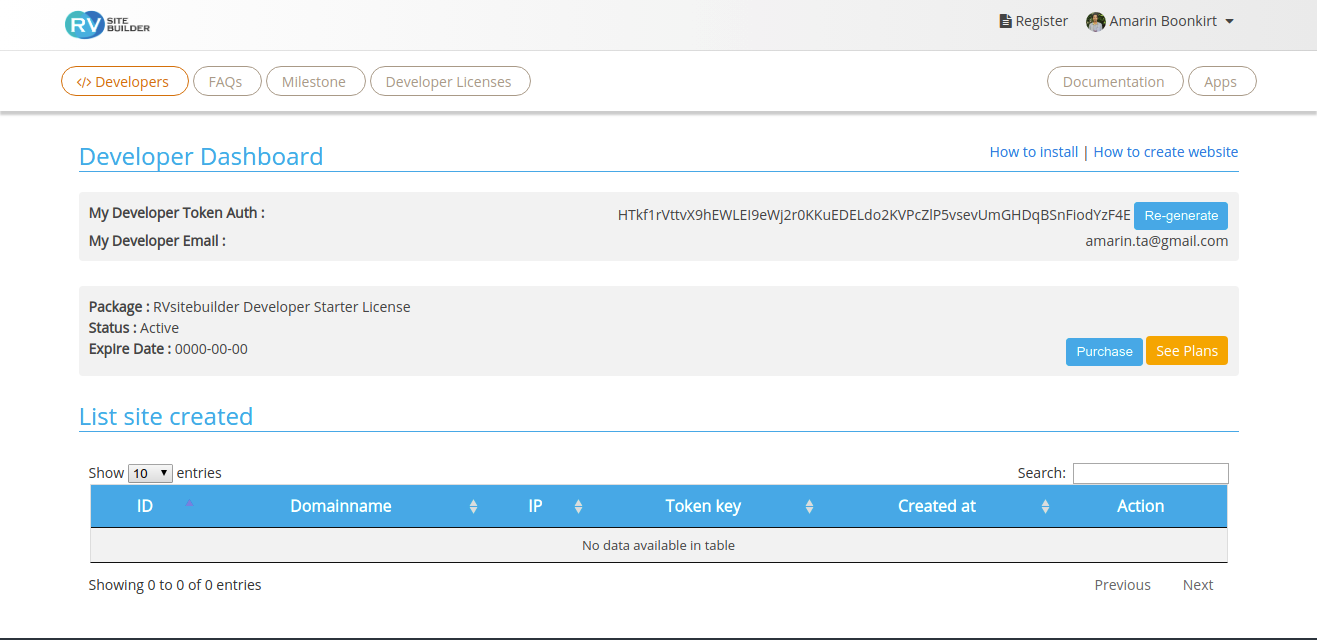 RV SITE BUILDER
Register
Amarin Boonkirt
</> Developers
FAQs
Milestone
Developer Licenses
Documentation
Apps
Developer Dashboard
How to install | How to create website
My Developer Token Auth :
HTkf1rVttvX9hEWLEI9eWj2r0KKuEDELdo2KVPcZlP5vsevUmGHDqBSnFiodYzF4E
Re-generate
My Developer Email :
amarin.ta@gmail.com
Package : RVsitebuilder Developer Starter License
Status : Active
Expire Date : 0000-00-00
Purchase
See Plans
List site created
Show 10 entries
Search:
ID
Domainname
IP
Token key
Created at
Action
No data available in table
Showing 0 to 0 of 0 entries
Previous
Next